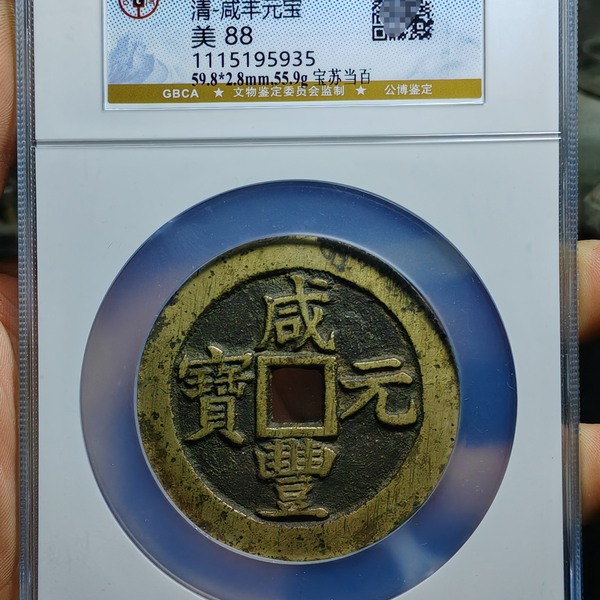 清-咸丰元宝
美 88
1115195935
59.8*2.8mm.55.9g 宝苏当百
GBCA ★ 文物鉴定委员会监制 ★ 公博鉴定
咸豐元寶